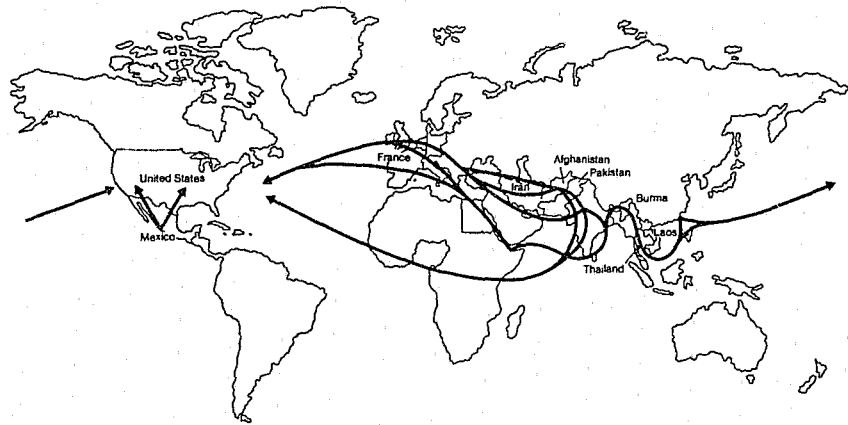 France
Afghanistan
Pakistan
Iran
United States
Burma
Mexico
Laos
Thailand